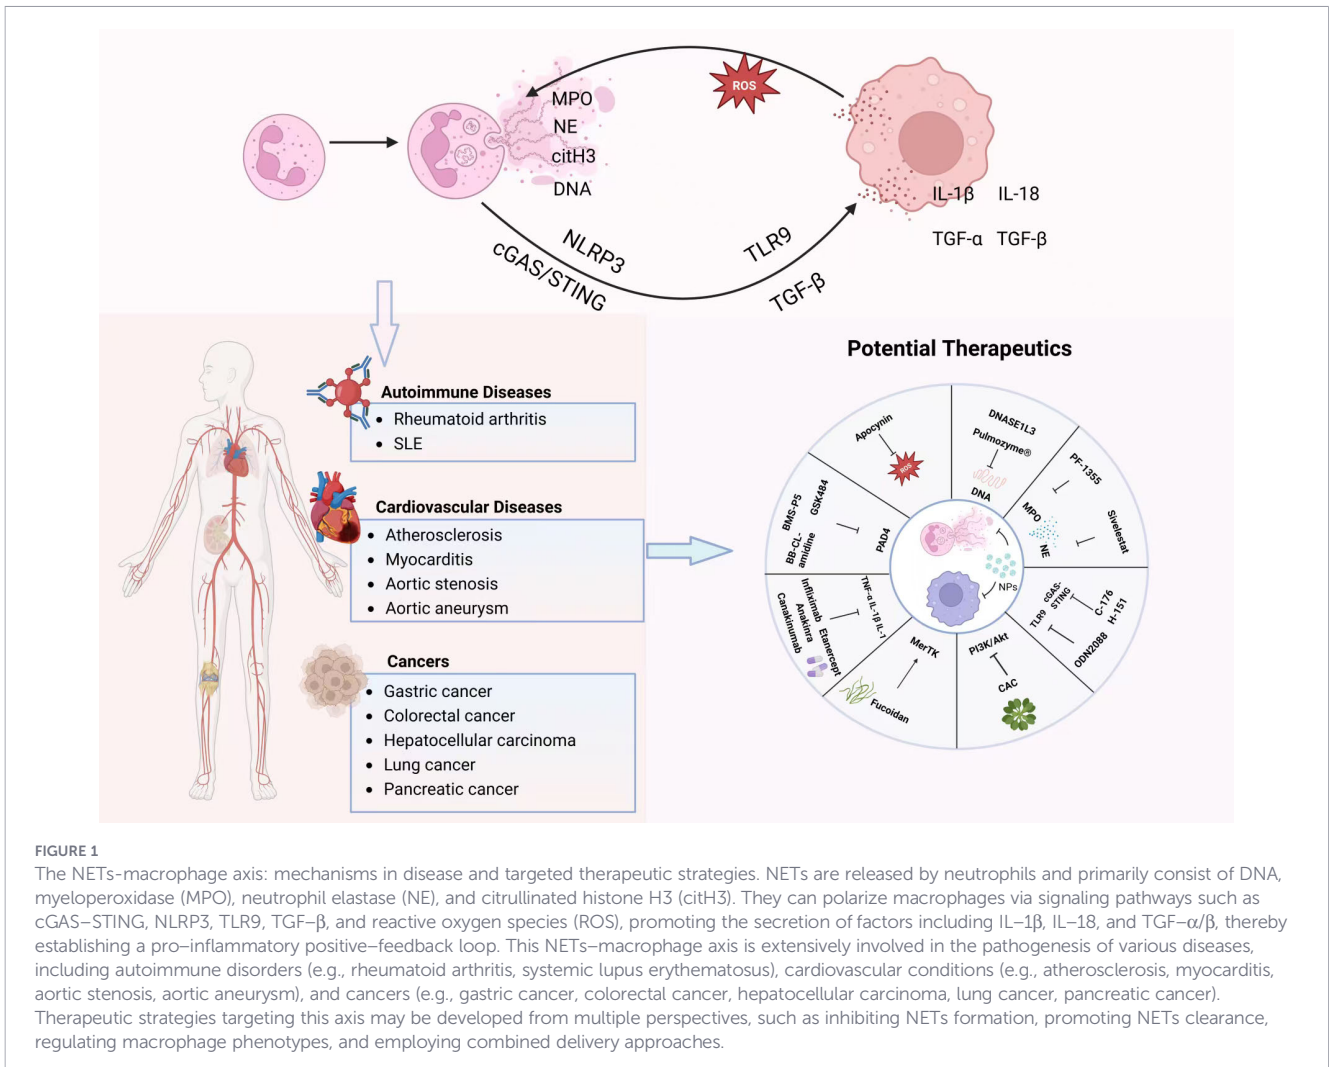 ROS
MPO
NE
citH3
DNA
IL-1β IL-18
TGF-α TGF-β
NLRP3
cGAS/STING
TLR9
TGF-β
Autoimmune Diseases
• Rheumatoid arthritis
• SLE
Cardiovascular Diseases
• Atherosclerosis
• Myocarditis
• Aortic stenosis
• Aortic aneurysm
Cancers
• Gastric cancer
• Colorectal cancer
• Hepatocellular carcinoma
• Lung cancer
• Pancreatic cancer
Potential Therapeutics
Apocynin
ROS
DNASE1L3
Pulmozyme®
DNA
PF-1355
MPO
NE
Sivelestat
cGAS-
STING
TLR9
C-176
H-151
ODN2088
PI3K/Akt
CAC
MerTK
Fucoidan
TNF-α IL-1β IL-1
Infliximab
Anakinra
Canakinumab
Etanercept
BMS-P5
GSK484
BB-CL-
amidine
PAD4
NPs
FIGURE 1
The NETs-macrophage axis: mechanisms in disease and targeted therapeutic strategies. NETs are released by neutrophils and primarily consist of DNA,
myeloperoxidase (MPO), neutrophil elastase (NE), and citrullinated histone H3 (citH3). They can polarize macrophages via signaling pathways such as
cGAS–STING, NLRP3, TLR9, TGF–β, and reactive oxygen species (ROS), promoting the secretion of factors including IL–1β, IL–18, and TGF–α/β, thereby
establishing a pro–inflammatory positive–feedback loop. This NETs–macrophage axis is extensively involved in the pathogenesis of various diseases,
including autoimmune disorders (e.g., rheumatoid arthritis, systemic lupus erythematosus), cardiovascular conditions (e.g., atherosclerosis, myocarditis,
aortic stenosis, aortic aneurysm), and cancers (e.g., gastric cancer, colorectal cancer, hepatocellular carcinoma, lung cancer, pancreatic cancer).
Therapeutic strategies targeting this axis may be developed from multiple perspectives, such as inhibiting NETs formation, promoting NETs clearance,
regulating macrophage phenotypes, and employing combined delivery approaches.